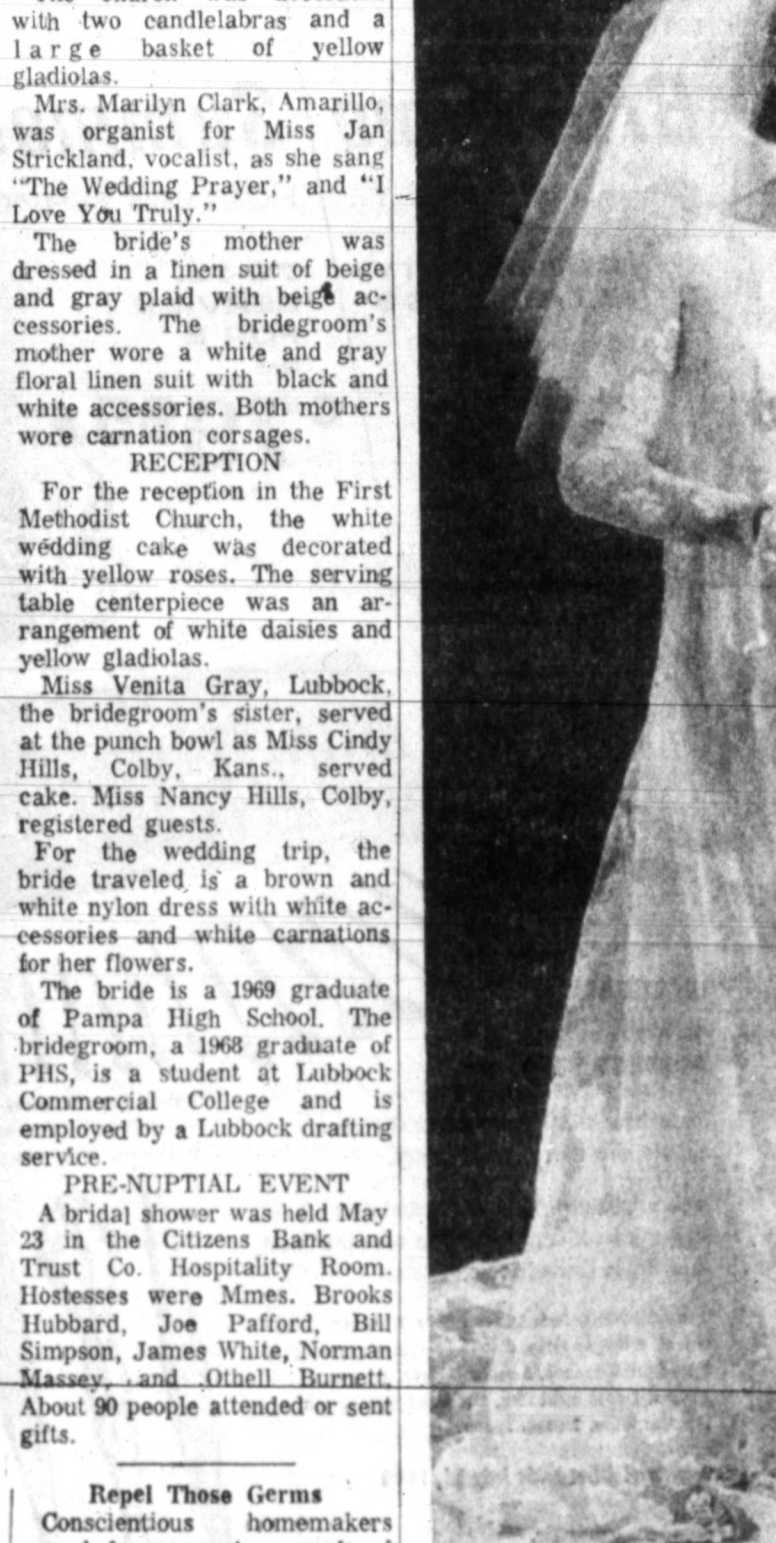 with two candlelabras and a
large basket of yellow
gladiolas.
Mrs. Marilyn Clark, Amarillo,
was organist for Miss Jan
Strickland, vocalist, as she sang
"The Wedding Prayer," and "I
Love You Truly."
The bride's mother was
dressed in a linen suit of beige
and gray plaid with beige ac-
cessories. The bridegroom's
mother wore a white and gray
floral linen suit with black and
white accessories. Both mothers
wore carnation corsages.
RECEPTION
For the reception in the First
Methodist Church, the white
wedding cake was decorated
with yellow roses. The serving
table centerpiece was an ar-
rangement of white daisies and
yellow gladiolas.
Miss Venita Gray, Lubbock,
the bridegroom's sister, served
at the punch bowl as Miss Cindy
Hills, Colby, Kans., served
cake. Miss Nancy Hills, Colby,
registered guests.
For the wedding trip, the
bride traveled is a brown and
white nylon dress with white ac-
cessories and white carnations
for her flowers.
The bride is a 1969 graduate
of Pampa High School. The
bridegroom, a 1968 graduate of
PHS, is a student at Lubbock
Commercial College and is
employed by a Lubbock drafting
service.
PRE-NUPTIAL EVENT
A bridal shower was held May
23 in the Citizens Bank and
Trust Co. Hospitality Room.
Hostesses were Mmes. Brooks
Hubbard, Joe Pafford, Bill
Simpson, James White, Norman
Massey, and Othell Burnett.
About 90 people attended or sent
gifts.
Repel Those Germs
Conscientious homemakers